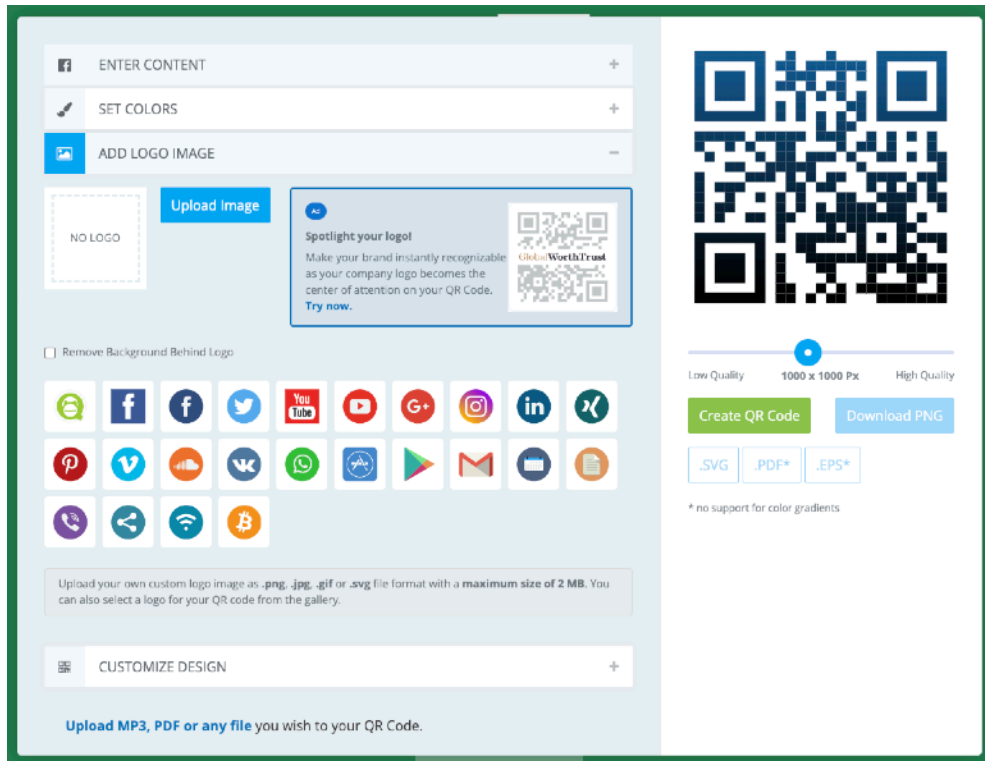 ENTER CONTENT
SET COLORS
ADD LOGO IMAGE
NO LOGO
Upload Image
Ad
Spotlight your logo!
Make your brand instantly recognizable
as your company logo becomes the
center of attention on your QR Code.
Try now.
GlobalWorthTrust
Remove Background Behind Logo
You
Tube
G+
in
Upload your own custom logo image as .png, .jpg, .gif or .svg file format with a maximum size of 2 MB. You
can also select a logo for your QR code from the gallery.
CUSTOMIZE DESIGN
Upload MP3, PDF or any file you wish to your QR Code.
Low Quality
1000 x 1000 Px
High Quality
Create QR Code
Download PNG
.SVG
.PDF*
.EPS*
* no support for color gradients